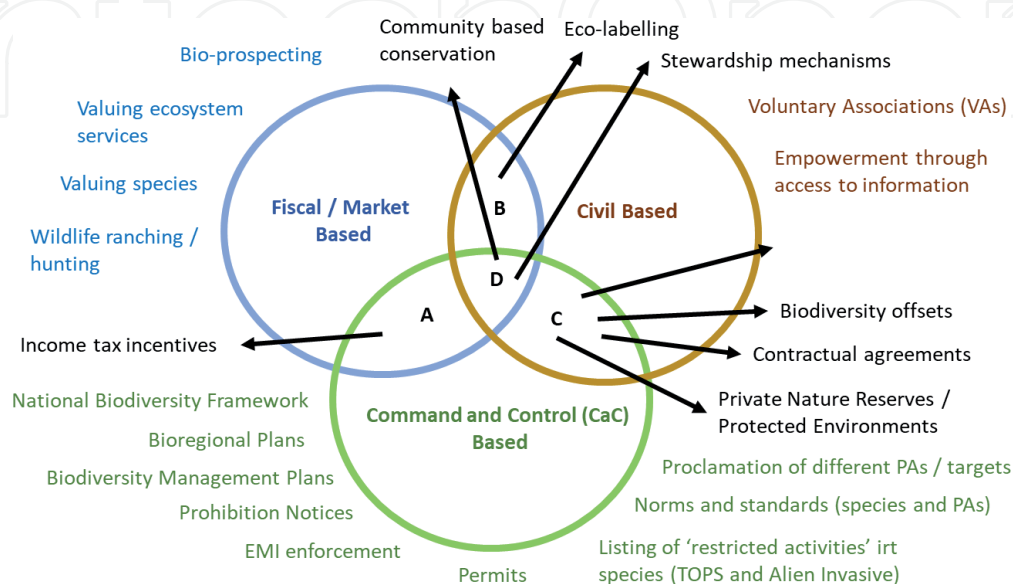 Community based
conservation
Eco-labelling
Stewardship mechanisms
Bio-prospecting
Valuing ecosystem
services
Valuing species
Wildlife ranching /
hunting
Voluntary Associations (VAs)
Empowerment through
access to information
Fiscal / Market
Based
B
Civil Based
D
A
C
Income tax incentives
Biodiversity offsets
Contractual agreements
Private Nature Reserves /
Protected Environments
Command and Control (CaC)
Based
National Biodiversity Framework
Bioregional Plans
Biodiversity Management Plans
Prohibition Notices
EMI enforcement
Permits
Proclamation of different PAs / targets
Norms and standards (species and PAs)
Listing of ‘restricted activities’ irt
species (TOPS and Alien Invasive)